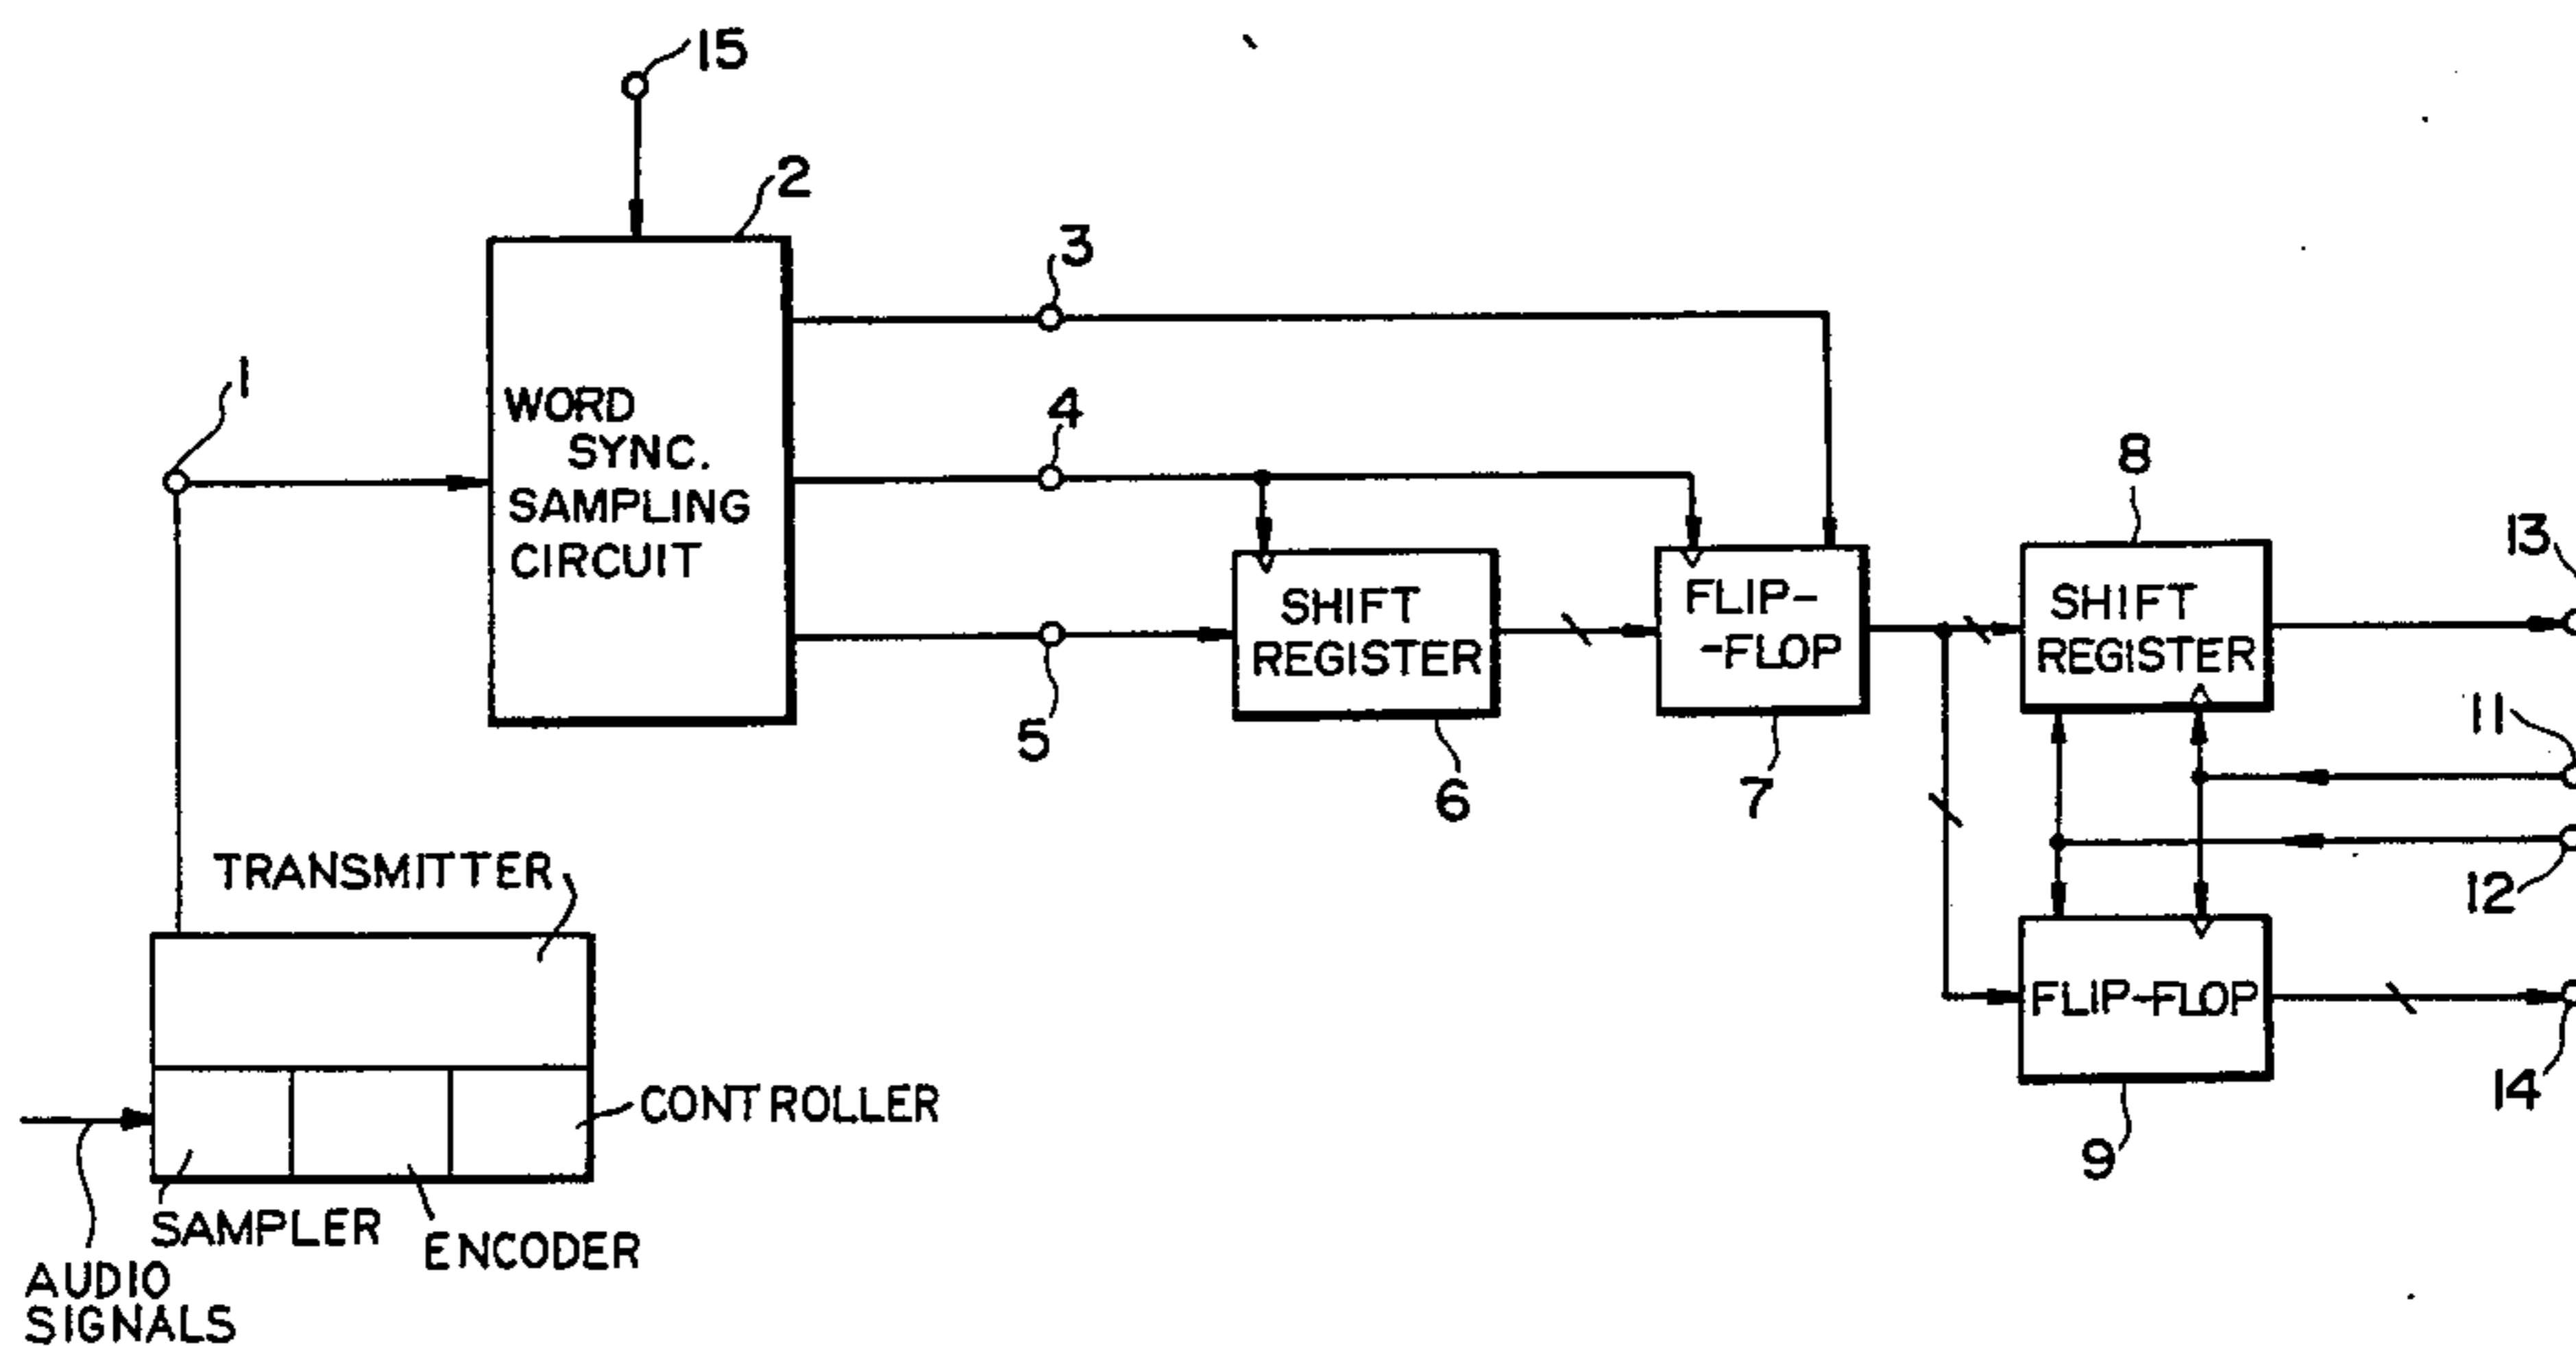 15
2
3
1
4
WORD
SYNC.
SAMPLING
CIRCUIT
8
13
SHIFT
REGISTER
FLIP-
-FLOP
SHIFT
REGISTER
5
6
7
11
12
TRANSMITTER
FLIP-FLOP
14
9
CONTROLLER
SAMPLER
ENCODER
AUDIO
SIGNALS